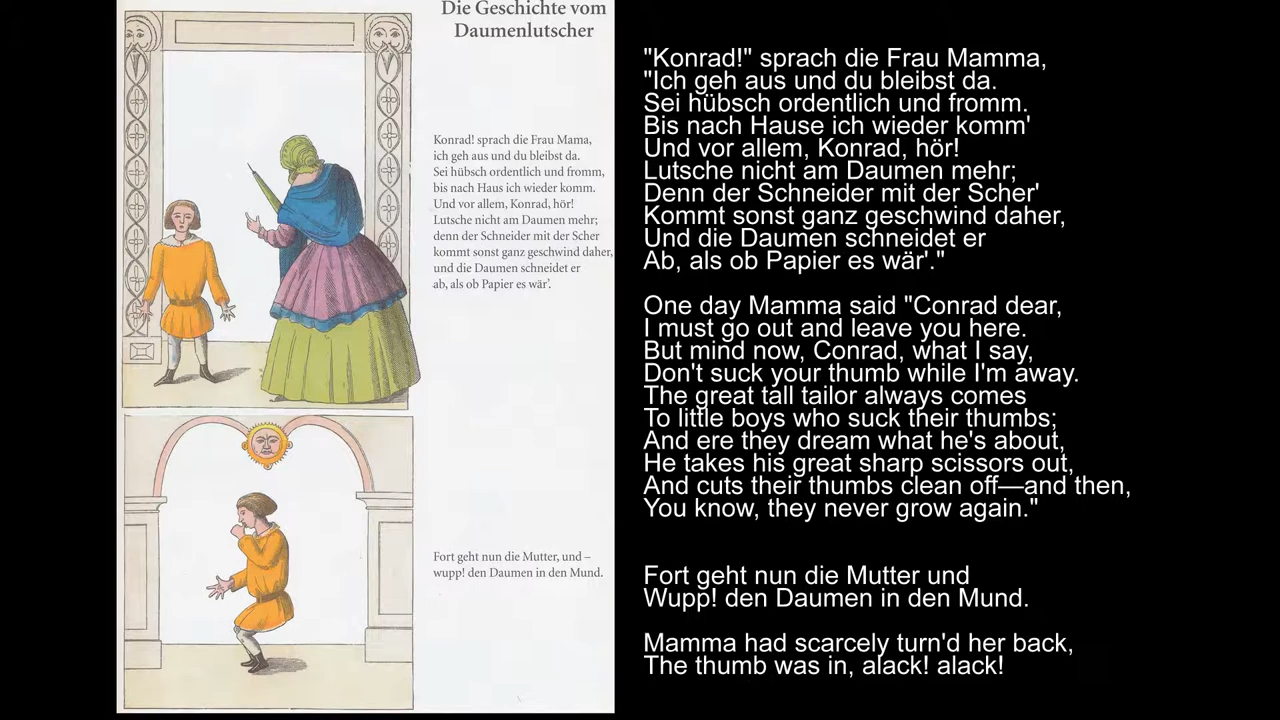 Die Geschichte vom
Daumenlutscher
Konrad! sprach die Frau Mama,
ich geh aus und du bleibst da.
Sei hübsch ordentlich und fromm,
bis nach Haus ich wieder komm.
Und vor allem, Konrad, hör!
Lutsche nicht am Daumen mehr;
denn der Schneider mit der Scher
kommt sonst ganz geschwind daher,
und die Daumen schneidet er
ab, als ob Papier es wär'.
Fort geht nun die Mutter, und –
wupp! den Daumen in den Mund.
"Konrad!" sprach die Frau Mamma,
"Ich geh aus und du bleibst da.
Sei hübsch ordentlich und fromm.
Bis nach Hause ich wieder komm'
Und vor allem, Konrad, hör!
Lutsche nicht am Daumen mehr;
Denn der Schneider mit der Scher'
Kommt sonst ganz geschwind daher,
Und die Daumen schneidet er
Ab, als ob Papier es wär'."
One day Mamma said "Conrad dear,
I must go out and leave you here.
But mind now, Conrad, what I say,
Don't suck your thumb while I'm away.
The great tall tailor always comes
To little boys who suck their thumbs;
And ere they dream what he's about,
He takes his great sharp scissors out,
And cuts their thumbs clean off—and then,
You know, they never grow again."
Fort geht nun die Mutter und
Wupp! den Daumen in den Mund.
Mamma had scarcely turn'd her back,
The thumb was in, alack! alack!